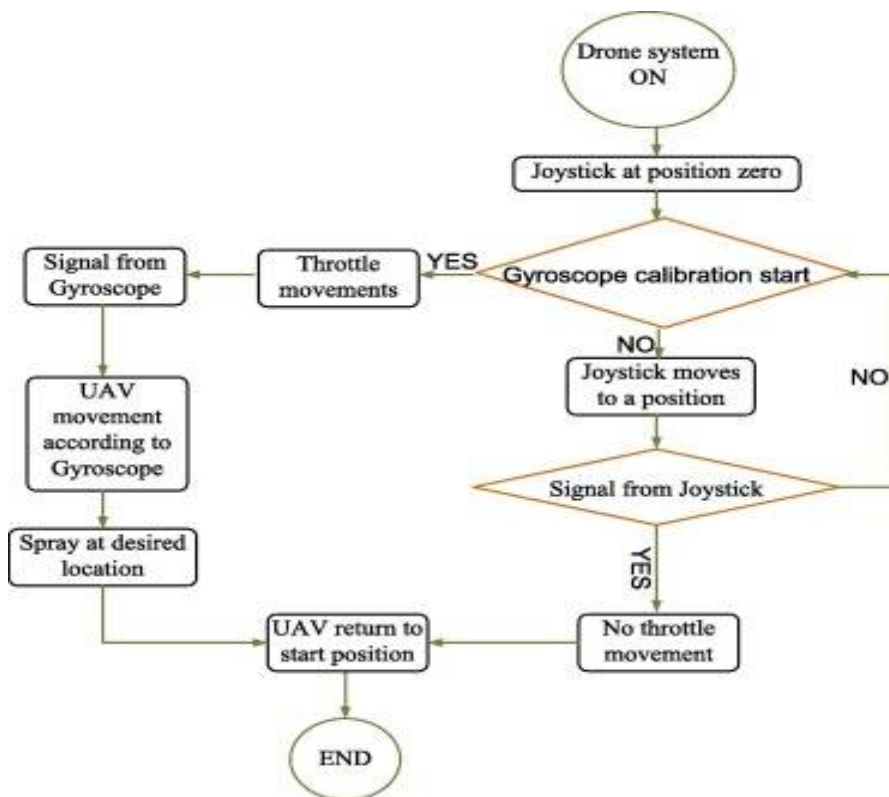 Drone system
ON
Joystick at position zero
Gyroscope calibration start
YES
Throttle
movements
Signal from
Gyroscope
UAV
movement
according to
Gyroscope
Spray at desired
location
NO
Joystick moves
to a position
Signal from Joystick
NO
YES
No throttle
movement
UAV return to
start position
END